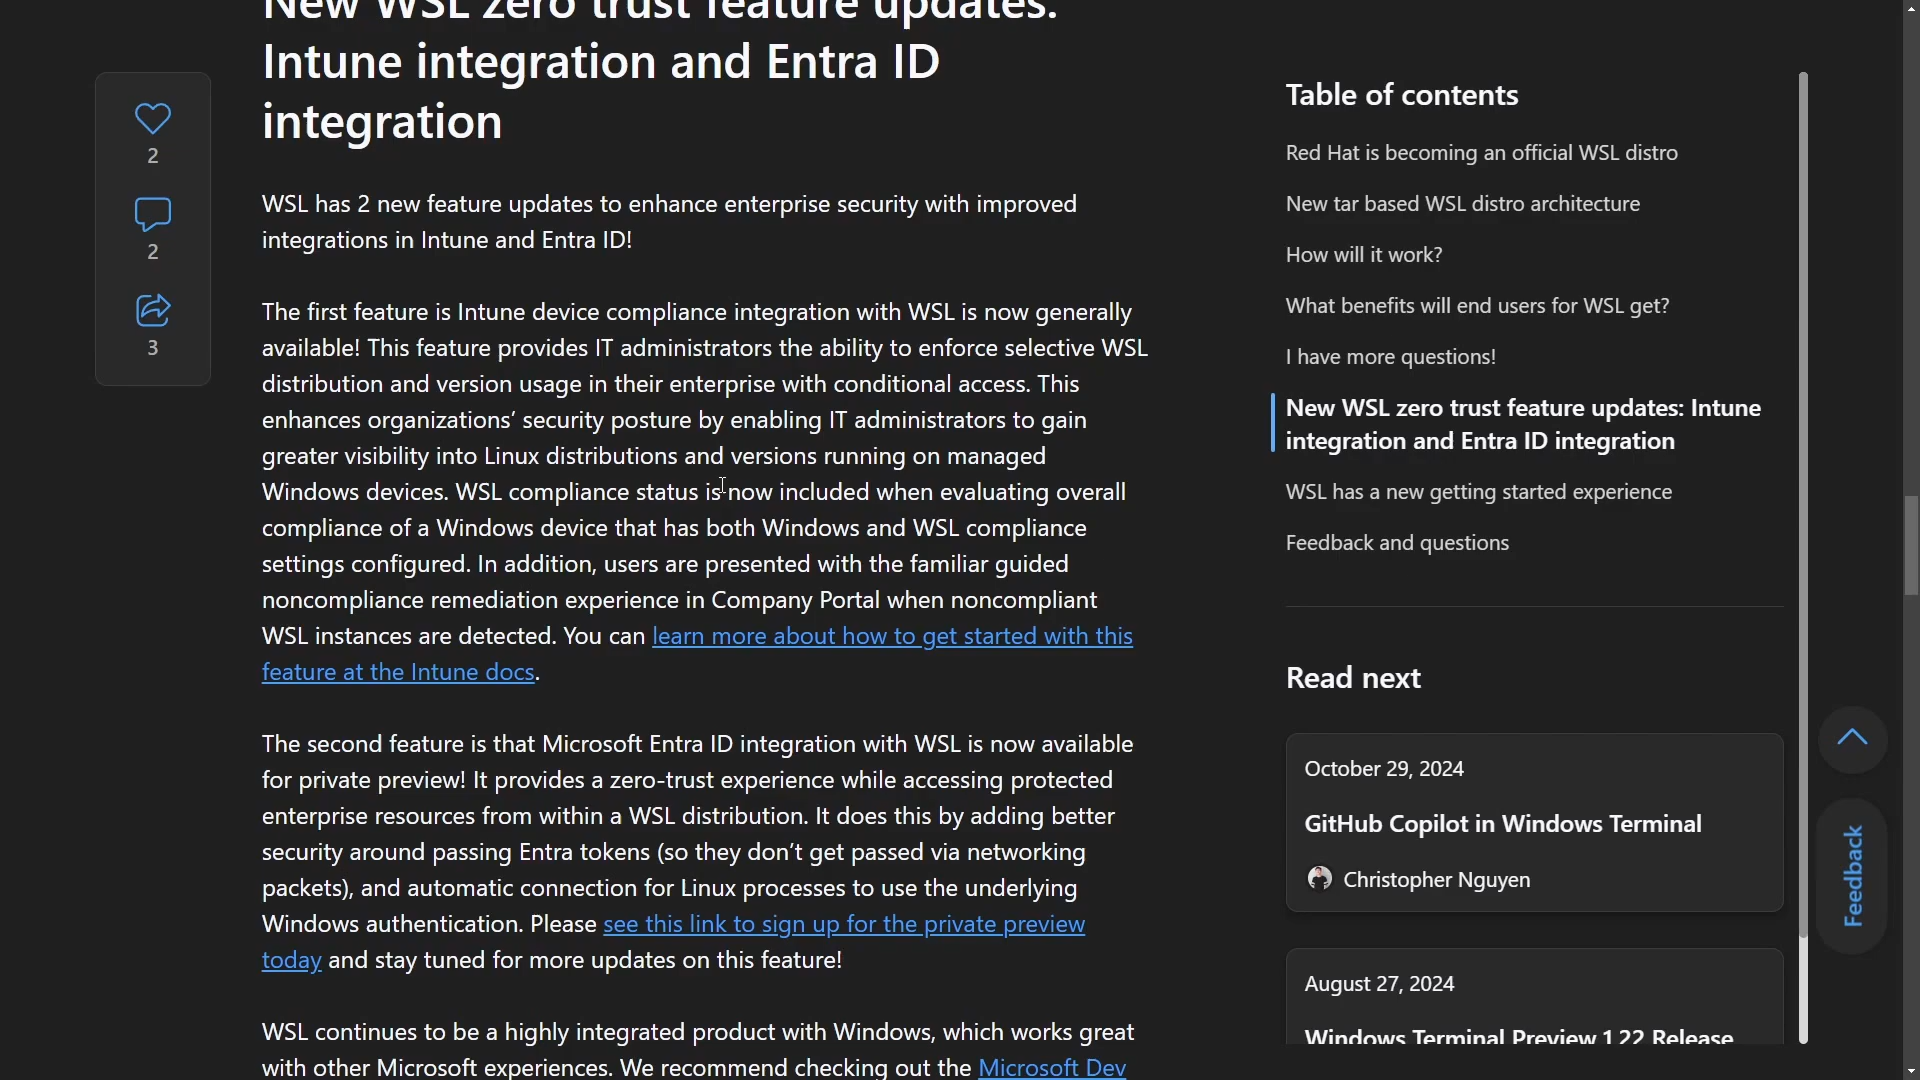 New WSL zero trust feature updates:
Intune integration and Entra ID
integration
2
2
3
WSL has 2 new feature updates to enhance enterprise security with improved
integrations in Intune and Entra ID!
The first feature is Intune device compliance integration with WSL is now generally
available! This feature provides IT administrators the ability to enforce selective WSL
distribution and version usage in their enterprise with conditional access. This
enhances organizations’ security posture by enabling IT administrators to gain
greater visibility into Linux distributions and versions running on managed
Windows devices. WSL compliance status is now included when evaluating overall
compliance of a Windows device that has both Windows and WSL compliance
settings configured. In addition, users are presented with the familiar guided
noncompliance remediation experience in Company Portal when noncompliant
WSL instances are detected. You can learn more about how to get started with this
feature at the Intune docs.
The second feature is that Microsoft Entra ID integration with WSL is now available
for private preview! It provides a zero-trust experience while accessing protected
enterprise resources from within a WSL distribution. It does this by adding better
security around passing Entra tokens (so they don’t get passed via networking
packets), and automatic connection for Linux processes to use the underlying
Windows authentication. Please see this link to sign up for the private preview
today and stay tuned for more updates on this feature!
WSL continues to be a highly integrated product with Windows, which works great
with other Microsoft experiences. We recommend checking out the Microsoft Dev
Table of contents
Red Hat is becoming an official WSL distro
New tar based WSL distro architecture
How will it work?
What benefits will end users for WSL get?
I have more questions!
New WSL zero trust feature updates: Intune
integration and Entra ID integration
WSL has a new getting started experience
Feedback and questions
Read next
October 29, 2024
GitHub Copilot in Windows Terminal
Christopher Nguyen
August 27, 2024
Windows Terminal Preview 1.22 Release
Feedback